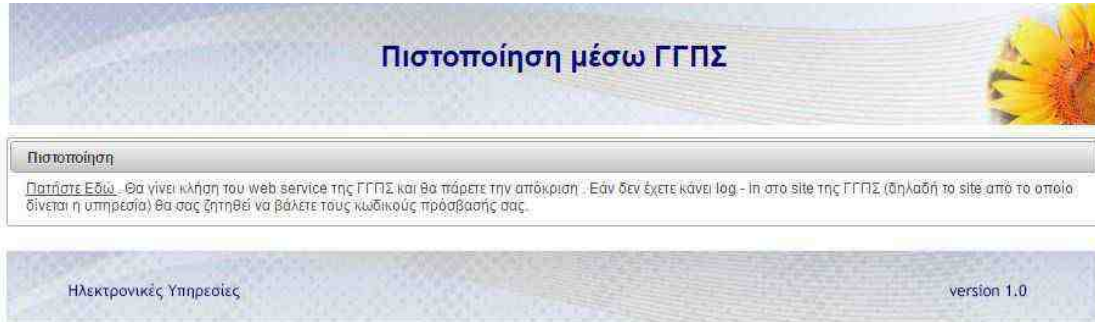 Πιστοποίηση μέσω ΓΓΠΣ
Πιστοποίηση
Πατήστε Εδώ . Θα γίνει κλήση του web service της ΓΓΠΣ και θα πάρετε την απόκριση . Εάν δεν έχετε κάνει log - in στο site της ΓΓΠΣ (δηλαδή το site από το οποίο
δίνεται η υπηρεσία) θα σας ζητηθεί να βάλετε τους κωδικούς πρόσβασής σας.
Ηλεκτρονικές Υπηρεσίες
version 1.0